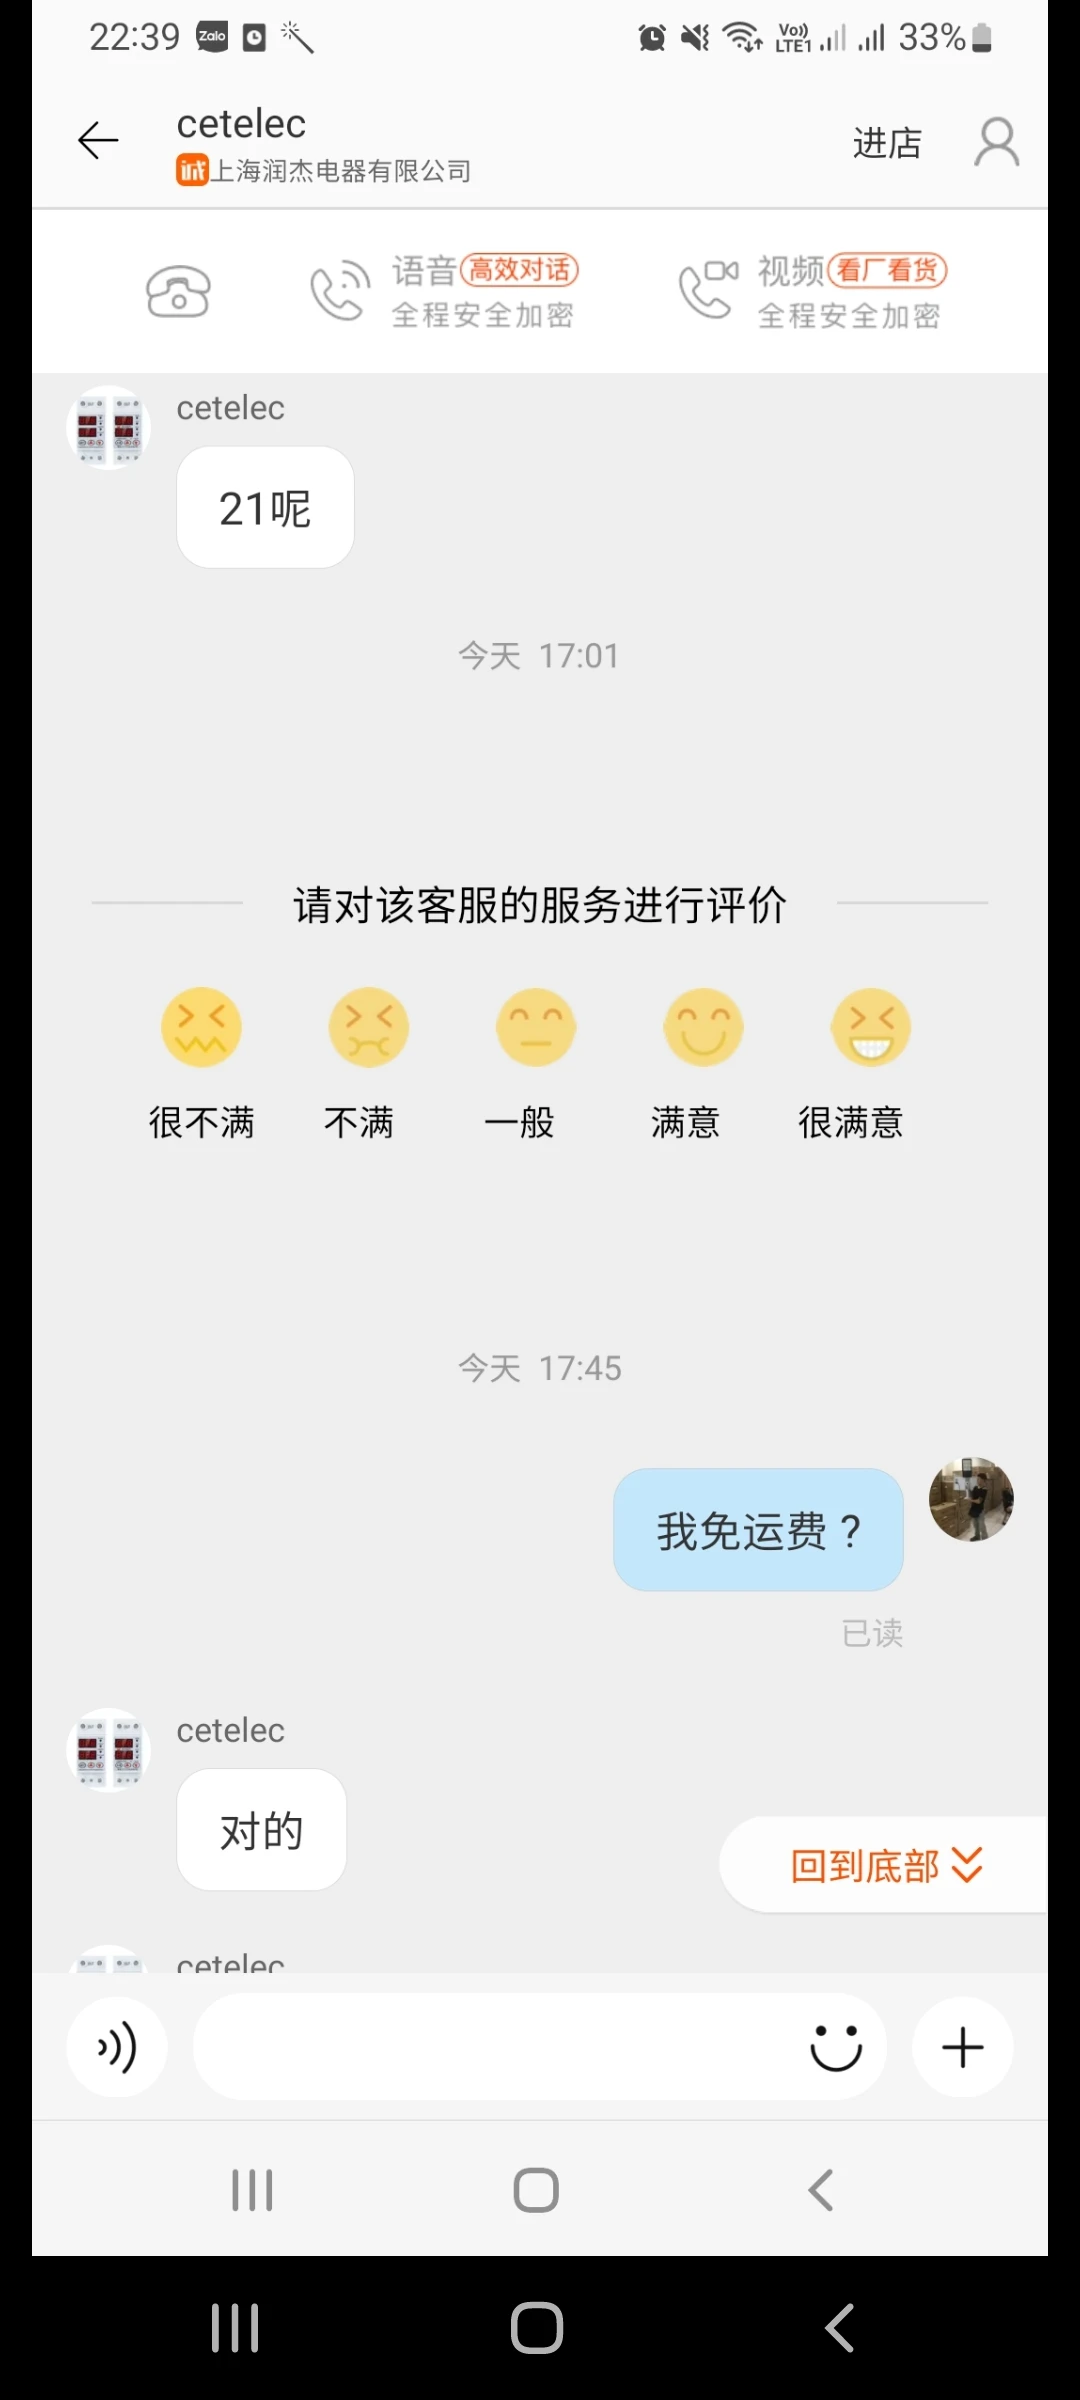 22:39 Zalo Vo)) LTE1 33%
cetelec
进店
诚上海润杰电器有限公司
语音 高效对话
全程安全加密
视频 看厂看货
全程安全加密
cetelec
21呢
今天 17:01
请对该客服的服务进行评价
很不满 不满 一般 满意 很满意
今天 17:45
我免运费？
已读
cetelec
对的
回到底部
cetelec